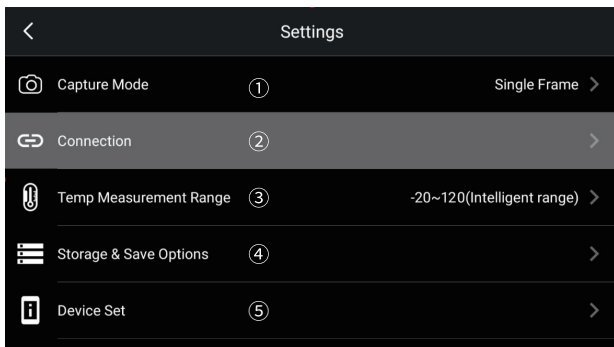 Settings
Capture Mode ① Single Frame
Connection ②
Temp Measurement Range ③ -20~120(Intelligent range)
Storage & Save Options ④
Device Set ⑤